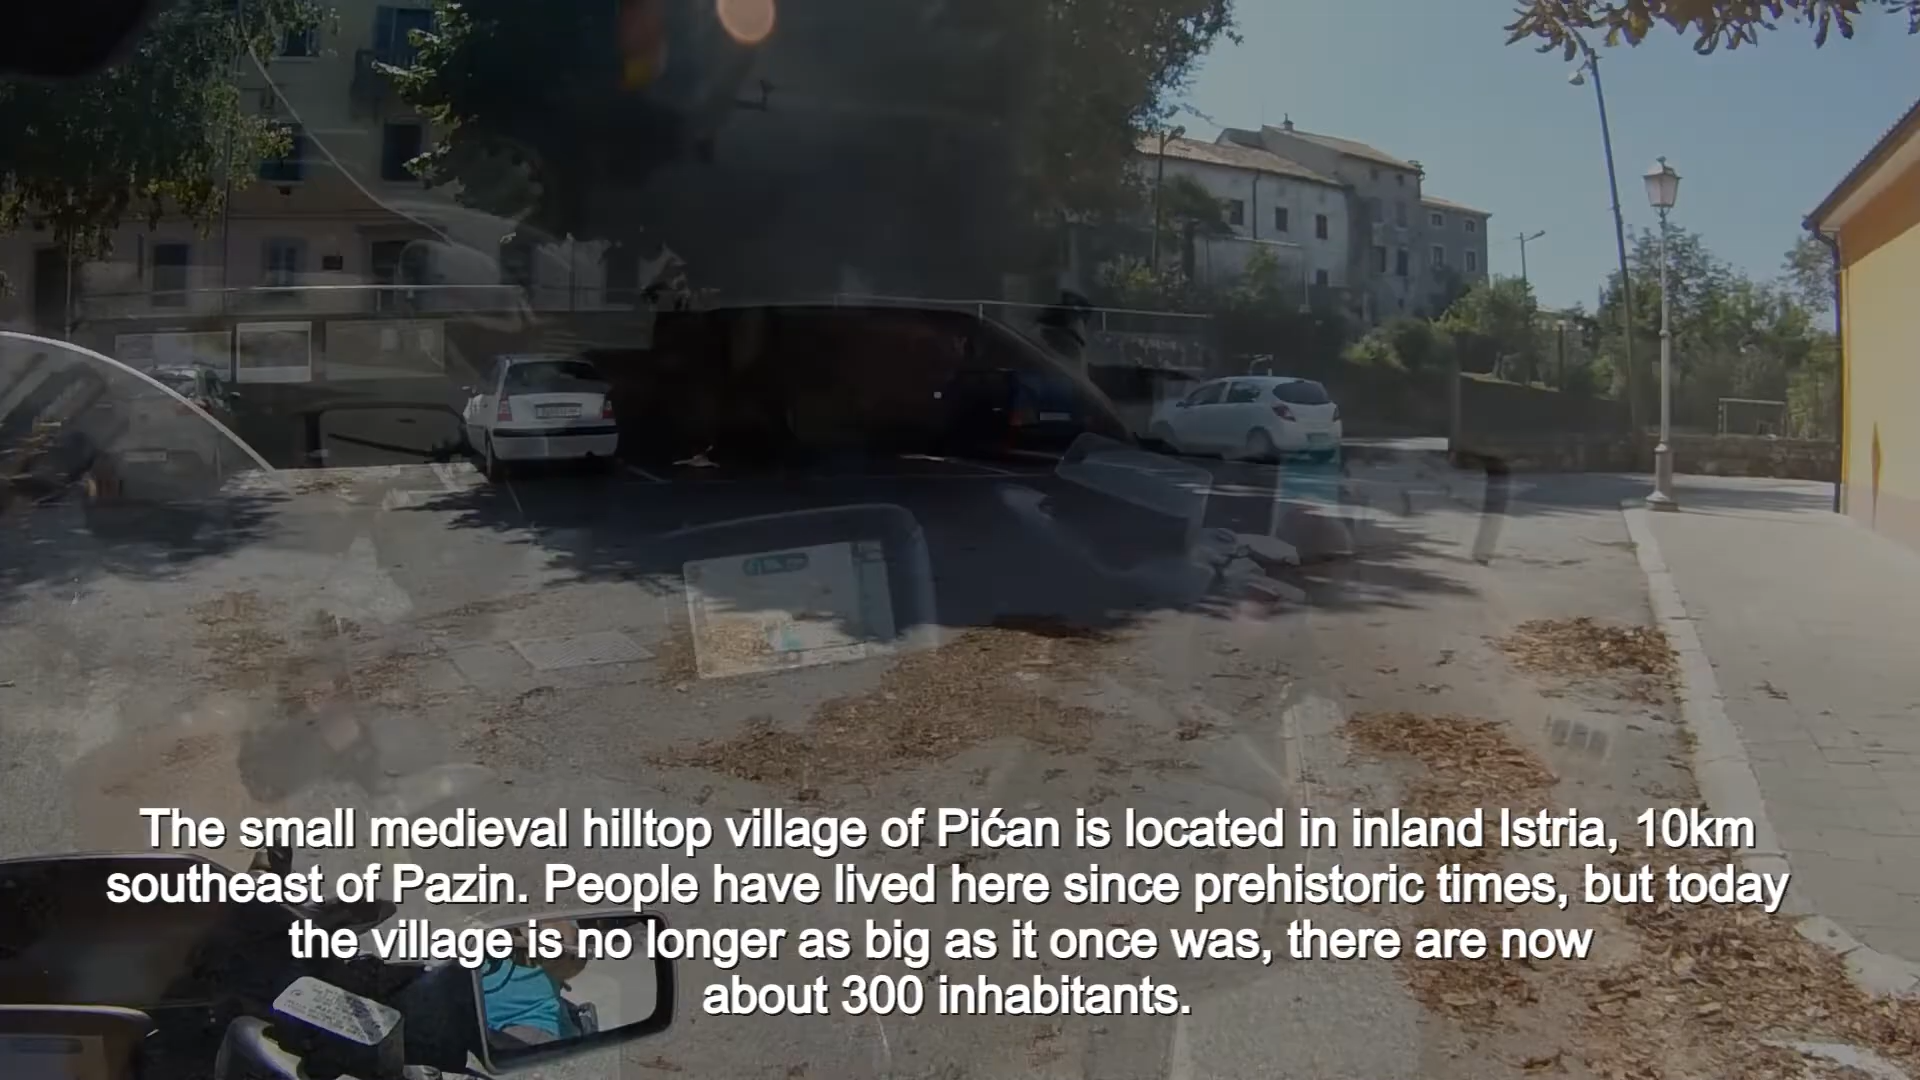 The small medieval hilltop village of Pićan is located in inland Istria, 10km
southeast of Pazin. People have lived here since prehistoric times, but today
the village is no longer as big as it once was, there are now
about 300 inhabitants.